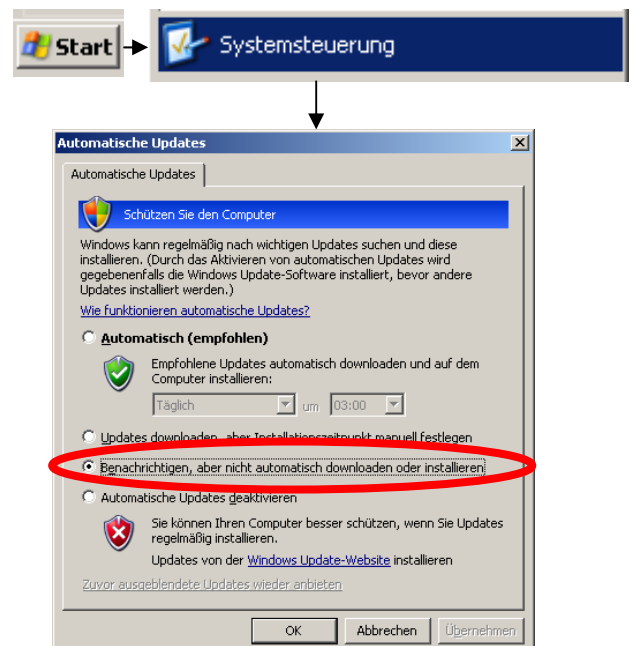 Start
Systemsteuerung
Automatische Updates
Automatische Updates
Schützen Sie den Computer
Windows kann regelmäßig nach wichtigen Updates suchen und diese
installieren. (Durch das Aktivieren von automatischen Updates wird
gegebenenfalls die Windows Update-Software installiert, bevor andere
Updates installiert werden.)
Wie funktionieren automatische Updates?
Automatisch (empfohlen)
Empfohlene Updates automatisch downloaden und auf dem
Computer installieren:
Täglich um 03:00
Updates downloaden, aber Installationszeitpunkt manuell festlegen
Benachrichtigen, aber nicht automatisch downloaden oder installieren
Automatische Updates deaktivieren
Sie können Ihren Computer besser schützen, wenn Sie Updates
regelmäßig installieren.
Updates von der Windows Update-Website installieren
Zuvor ausgeblendete Updates wieder anbieten
OK Abbrechen Übernehmen